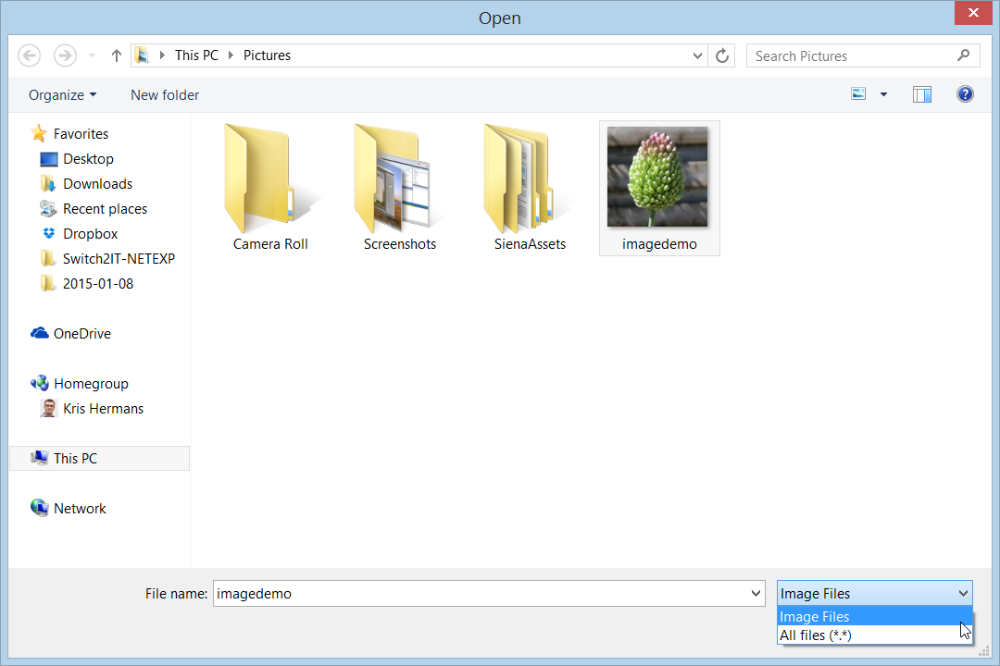 Open
This PC Pictures
Search Pictures
Organize
New folder
Favorites
Desktop
Downloads
Recent places
Dropbox
Switch2IT-NETEXP
2015-01-08
OneDrive
Homegroup
Kris Hermans
This PC
Network
Camera Roll
Screenshots
SienaAssets
imagedemo
File name: imagedemo
Image Files
Image Files
All files (*.*)